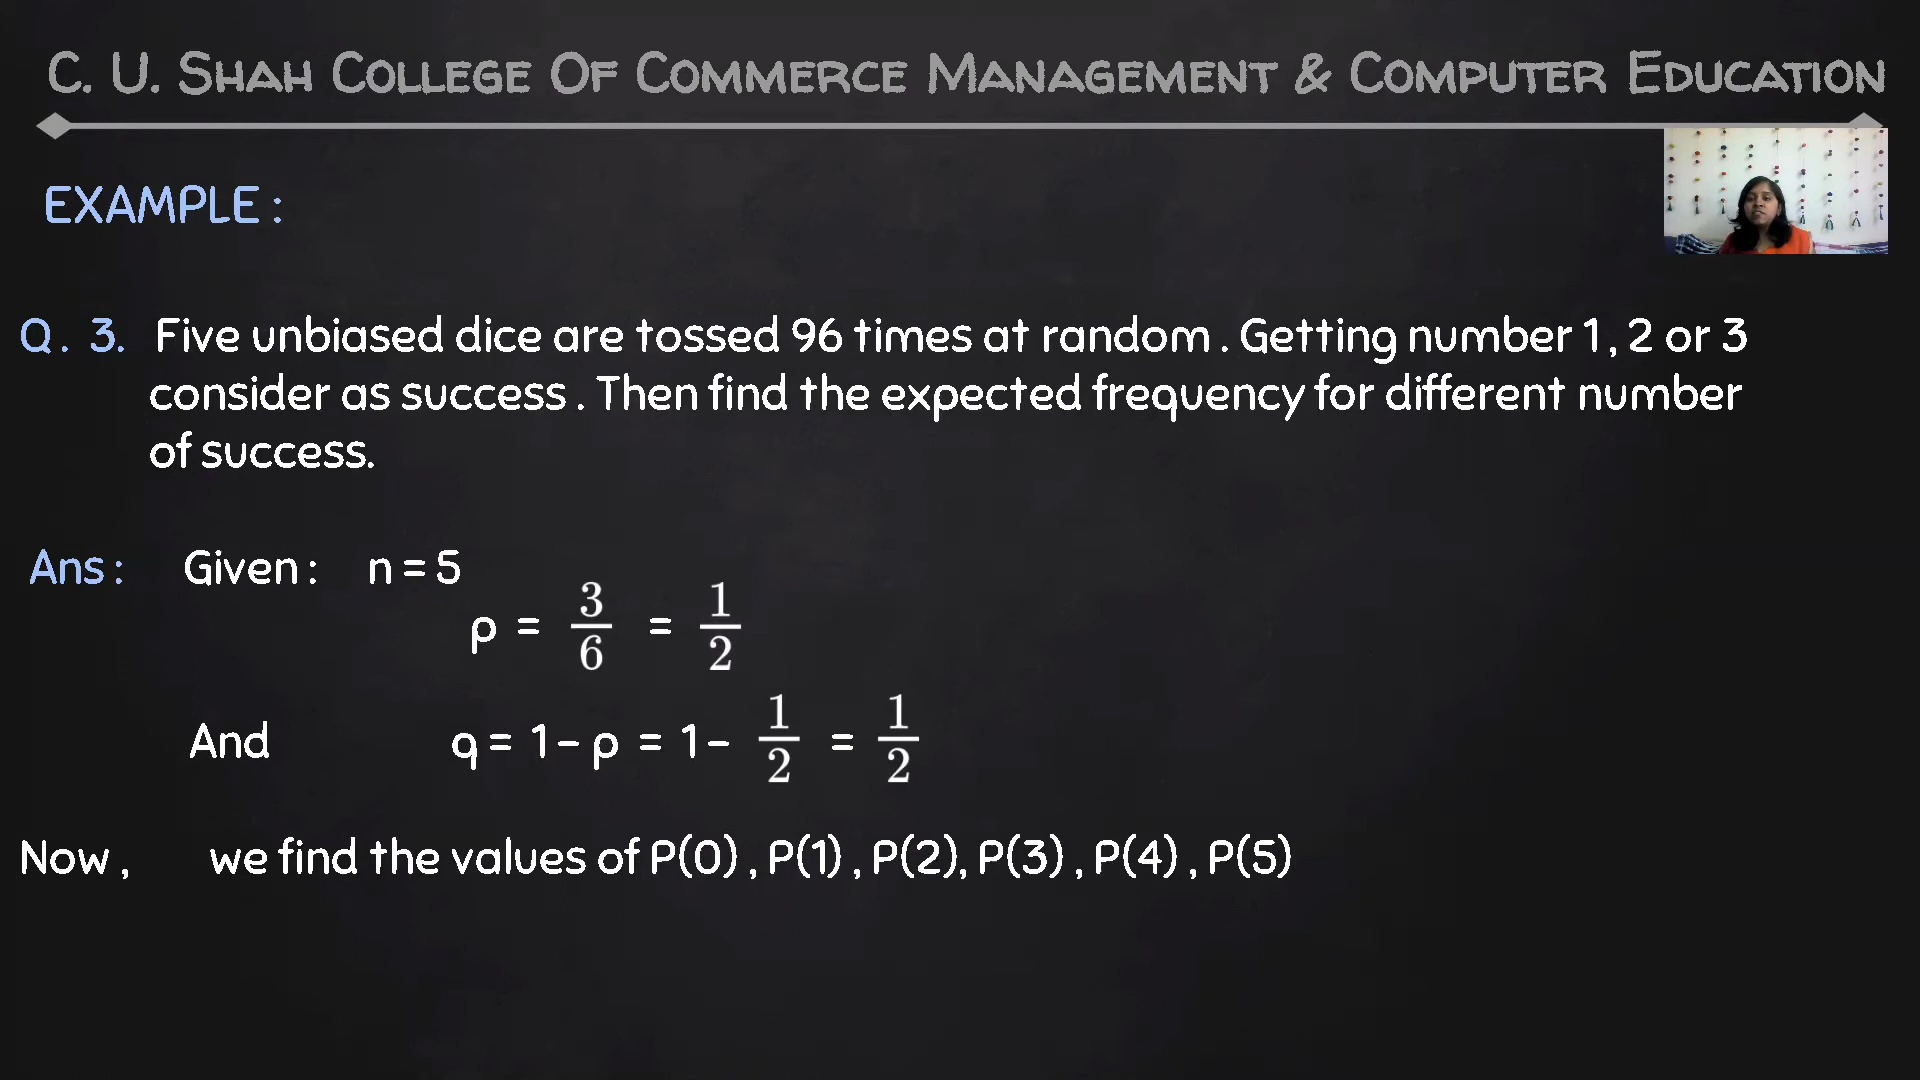 C. U. SHAH COLLEGE OF COMMERCE MANAGEMENT & COMPUTER EDUCATION
EXAMPLE :
Q. 3. Five unbiased dice are tossed 96 times at random . Getting number 1 , 2 or 3
consider as success . Then find the expected frequency for different number
of success.
Ans : Given : n = 5
p = 3/6 = 1/2
And q = 1 – p = 1 – 1/2 = 1/2
Now , we find the values of P(0) , P(1) , P(2), P(3) , P(4) , P(5)